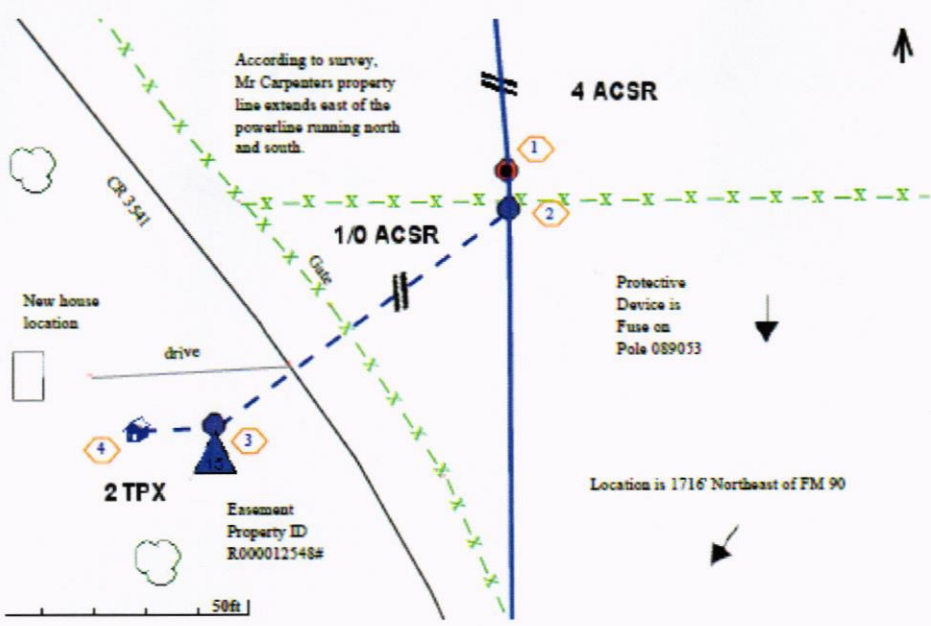 According to survey,
Mr Carpenters property
line extends east of the
powerline running north
and south.
4 ACSR
1
CR 3541
2
1/0 ACSR
Gate
New house
location
Protective
Device is
Fuse on
Pole 089053
drive
4
3
15
2 TPX
Location is 1716' Northeast of FM 90
Easement
Property ID
R000012548#
50ft